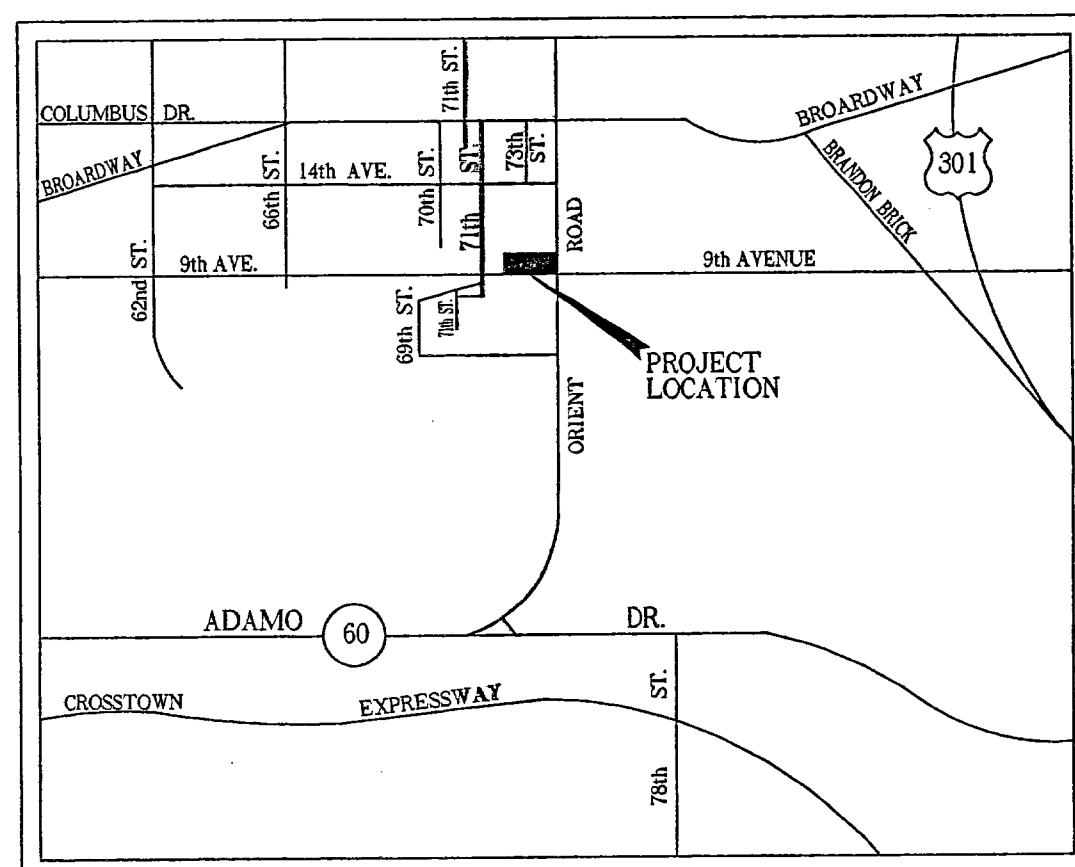 71th ST.
COLUMBUS DR.
BROARDWAY
BROARDWAY
66th ST.
14th AVE.
70th ST.
71th ST.
73th ST.
ROAD
BRANDON BRICK
301
62nd ST.
9th AVE.
9th AVENUE
69th ST.
71th ST.
PROJECT
LOCATION
ORIENT
ADAMO
60
DR.
CROSSTOWN
EXPRESSWAY
78th ST.